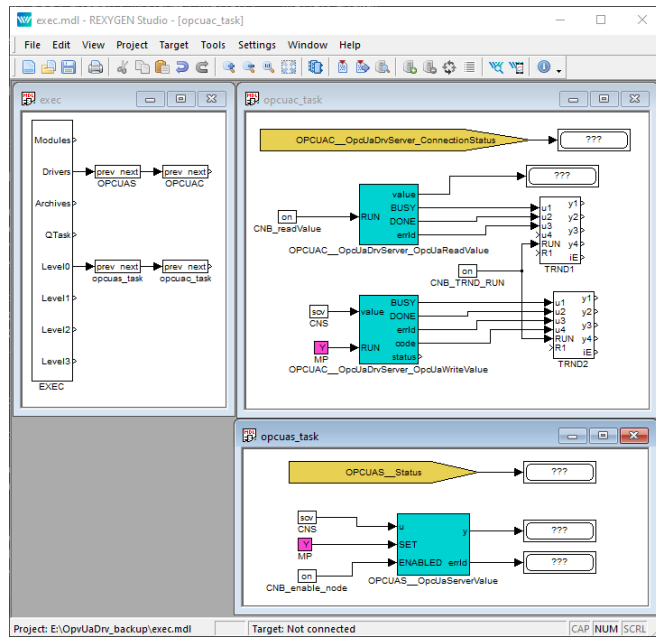 exec.mdl - REXYGEN Studio - [opcuac_task]
File Edit View Project Target Tools Settings Window Help
exec
Modules
Drivers
prev next
OPCUAS
prev next
OPCUAC
Archives
QTask
Level0
prev next
opcuas_task
prev next
opcuac_task
Level1
Level2
Level3
EXEC
opcuac_task
OPCUAC__OpcUaDrvServer_ConnectionStatus
???
on
CNB_readValue
RUN
value
BUSY
DONE
errId
OPCUAC__OpcUaDrvServer_OpcUaReadValue
???
u1
u2
u3
u4
RUN
R1
y1
y2
y3
y4
iE
TRND1
on
CNB_TRND_RUN
scv
CNS
Y
MP
value
RUN
BUSY
DONE
errId
code
status
OPCUAC__OpcUaDrvServer_OpcUaWriteValue
u1
u2
u3
u4
RUN
R1
y1
y2
y3
y4
iE
TRND2
opcuas_task
OPCUAS__Status
???
scv
CNS
Y
MP
on
CNB_enable_node
u
SET
ENABLED
y
errId
OPCUAS__OpcUaServerValue
???
???
Project: E:\OpvUaDrv_backup\exec.mdl
Target: Not connected
CAP NUM SCRL